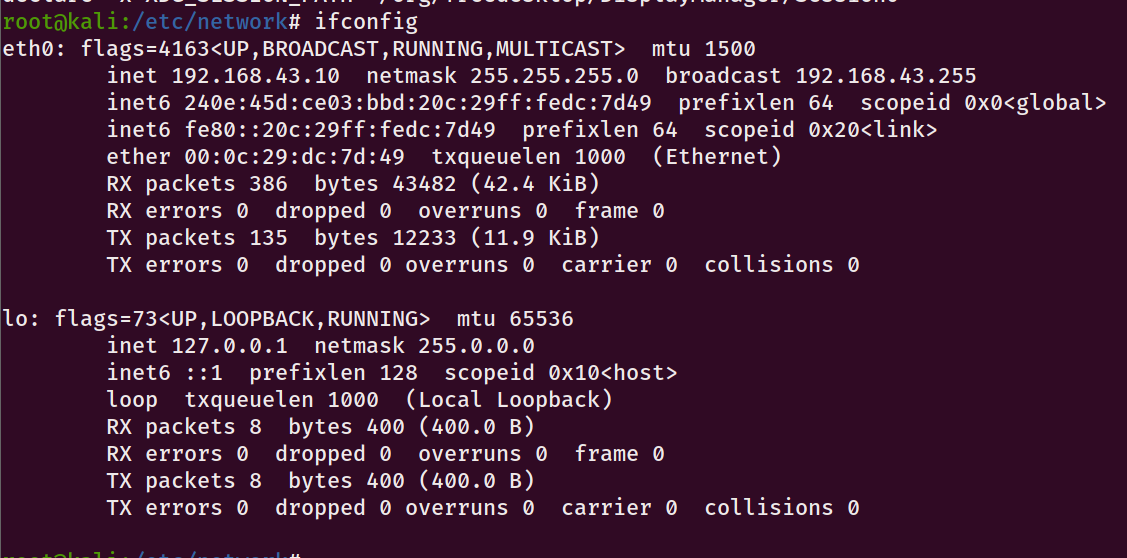 root@kali:/etc/network# ifconfig
eth0: flags=4163<UP,BROADCAST,RUNNING,MULTICAST>  mtu 1500
        inet 192.168.43.10  netmask 255.255.255.0  broadcast 192.168.43.255
        inet6 240e:45d:ce03:bbd:20c:29ff:fedc:7d49  prefixlen 64  scopeid 0x0<global>
        inet6 fe80::20c:29ff:fedc:7d49  prefixlen 64  scopeid 0x20<link>
        ether 00:0c:29:dc:7d:49  txqueuelen 1000  (Ethernet)
        RX packets 386  bytes 43482 (42.4 KiB)
        RX errors 0  dropped 0  overruns 0  frame 0
        TX packets 135  bytes 12233 (11.9 KiB)
        TX errors 0  dropped 0 overruns 0  carrier 0  collisions 0

lo: flags=73<UP,LOOPBACK,RUNNING>  mtu 65536
        inet 127.0.0.1  netmask 255.0.0.0
        inet6 ::1  prefixlen 128  scopeid 0x10<host>
        loop  txqueuelen 1000  (Local Loopback)
        RX packets 8  bytes 400 (400.0 B)
        RX errors 0  dropped 0  overruns 0  frame 0
        TX packets 8  bytes 400 (400.0 B)
        TX errors 0  dropped 0 overruns 0  carrier 0  collisions 0

root@kali:/etc/network#